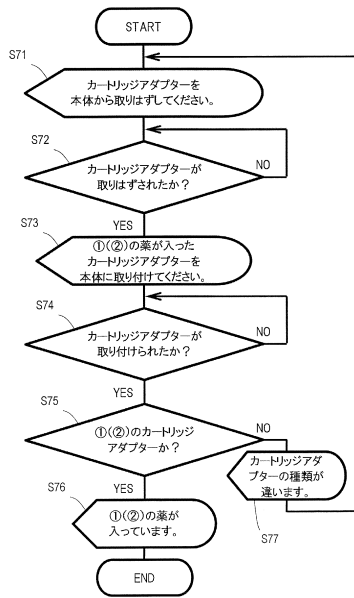 START
S71
カートリッジアダプターを
本体から取りはずしてください。
S72
カートリッジアダプターが
取りはずされたか？
NO
YES
S73
①(②)の薬が入った
カートリッジアダプターを
本体に取り付けてください。
S74
カートリッジアダプターが
取り付けられたか？
NO
YES
S75
①(②)のカートリッジ
アダプターか？
NO
YES
カートリッジアダ
プターの種類が
違います。
S77
S76
①(②)の薬が
入っています。
END